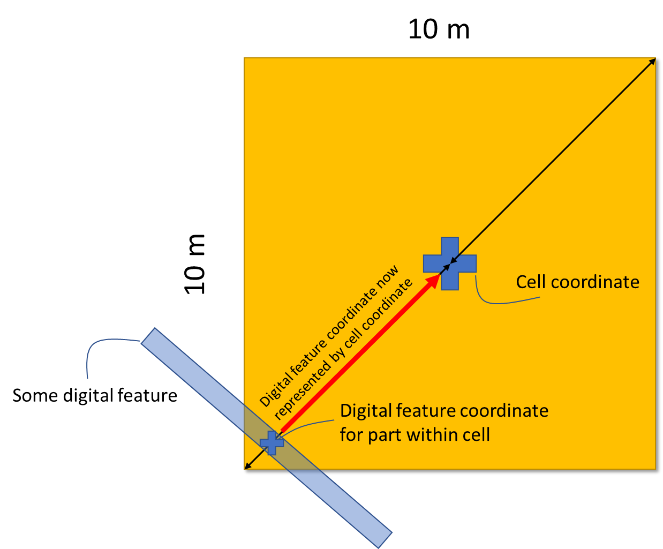 10 m
10 m
Cell coordinate
Digital feature coordinate now
represented by cell coordinate
Some digital feature
Digital feature coordinate
for part within cell